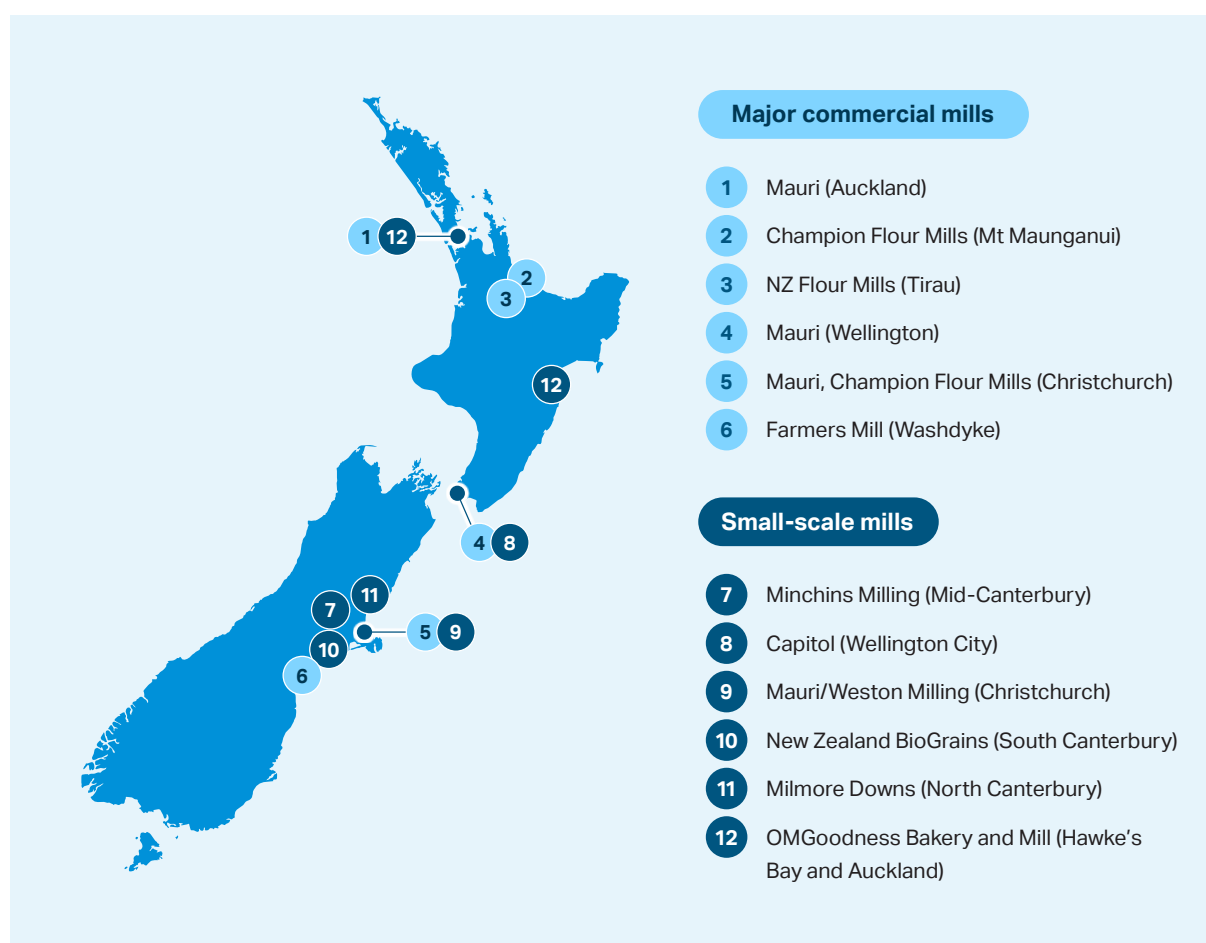 Major commercial mills
1 Mauri (Auckland)
2 Champion Flour Mills (Mt Maunganui)
3 NZ Flour Mills (Tirau)
4 Mauri (Wellington)
5 Mauri, Champion Flour Mills (Christchurch)
6 Farmers Mill (Washdyke)
Small-scale mills
7 Minchins Milling (Mid-Canterbury)
8 Capitol (Wellington City)
9 Mauri/Weston Milling (Christchurch)
10 New Zealand BioGrains (South Canterbury)
11 Milmore Downs (North Canterbury)
12 OMGoodness Bakery and Mill (Hawke's
Bay and Auckland)
1 12
2
3
12
4 8
11
7
5 9
10
6